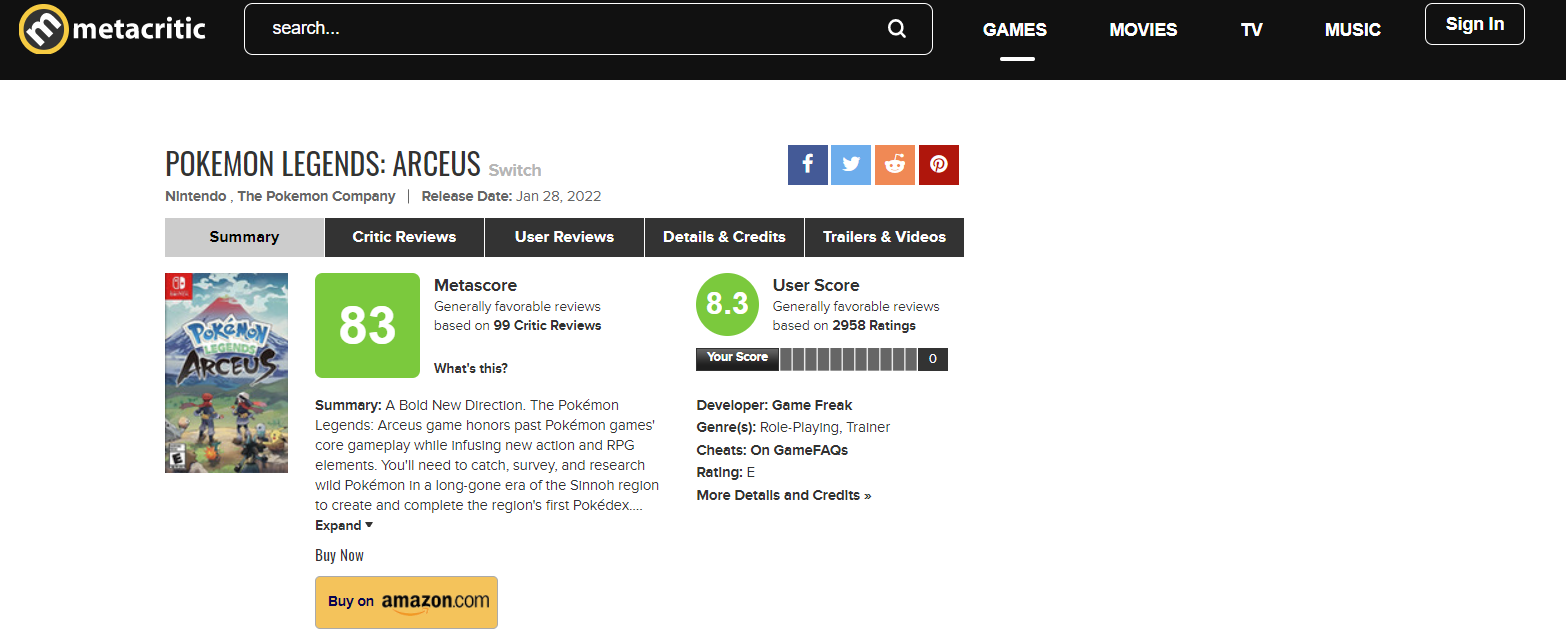 metacritic
search...
GAMES
MOVIES
TV
MUSIC
Sign In
POKEMON LEGENDS: ARCEUS Switch
Nintendo , The Pokemon Company | Release Date: Jan 28, 2022
Summary
Critic Reviews
User Reviews
Details & Credits
Trailers & Videos
POKéMON
LEGENDS
ARCEUS
E
83
Metascore
Generally favorable reviews
based on 99 Critic Reviews
What's this?
8.3
User Score
Generally favorable reviews
based on 2958 Ratings
Your Score
0
Summary: A Bold New Direction. The Pokémon
Legends: Arceus game honors past Pokémon games'
core gameplay while infusing new action and RPG
elements. You'll need to catch, survey, and research
wild Pokémon in a long-gone era of the Sinnoh region
to create and complete the region's first Pokédex....
Expand
Developer: Game Freak
Genre(s): Role-Playing, Trainer
Cheats: On GameFAQs
Rating: E
More Details and Credits »
Buy Now
Buy on amazon.com